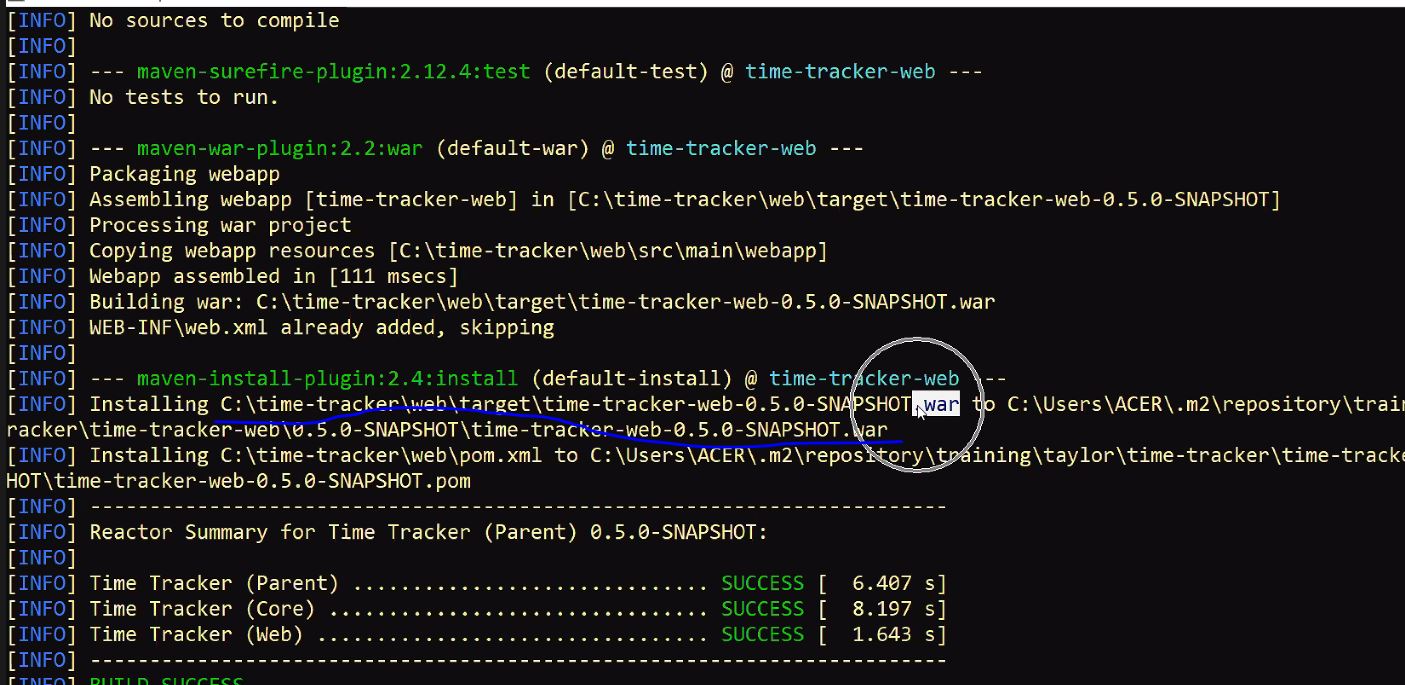 [INFO] No sources to compile
[INFO]
[INFO] --- maven-surefire-plugin:2.12.4:test (default-test) @ time-tracker-web ---
[INFO] No tests to run.
[INFO]
[INFO] --- maven-war-plugin:2.2:war (default-war) @ time-tracker-web ---
[INFO] Packaging webapp
[INFO] Assembling webapp [time-tracker-web] in [C:\time-tracker\web\target\time-tracker-web-0.5.0-SNAPSHOT]
[INFO] Processing war project
[INFO] Copying webapp resources [C:\time-tracker\web\src\main\webapp]
[INFO] Webapp assembled in [111 msecs]
[INFO] Building war: C:\time-tracker\web\target\time-tracker-web-0.5.0-SNAPSHOT.war
[INFO] WEB-INF\web.xml already added, skipping
[INFO]
[INFO] --- maven-install-plugin:2.4:install (default-install) @ time-tracker-web ---
[INFO] Installing C:\time-tracker\web\target\time-tracker-web-0.5.0-SNAPSHOT.war to C:\Users\ACER\.m2\repository\trai
racker\time-tracker-web\0.5.0-SNAPSHOT\time-tracker-web-0.5.0-SNAPSHOT.war
[INFO] Installing C:\time-tracker\web\pom.xml to C:\Users\ACER\.m2\repository\training\taylor\time-tracker\time-tracke
HOT\time-tracker-web-0.5.0-SNAPSHOT.pom
[INFO] ------------------------------------------------------------------------
[INFO] Reactor Summary for Time Tracker (Parent) 0.5.0-SNAPSHOT:
[INFO]
[INFO] Time Tracker (Parent) .............................. SUCCESS [  6.407 s]
[INFO] Time Tracker (Core) ................................ SUCCESS [  8.197 s]
[INFO] Time Tracker (Web) ................................. SUCCESS [  1.643 s]
[INFO] ------------------------------------------------------------------------
[INFO] BUILD SUCCESS